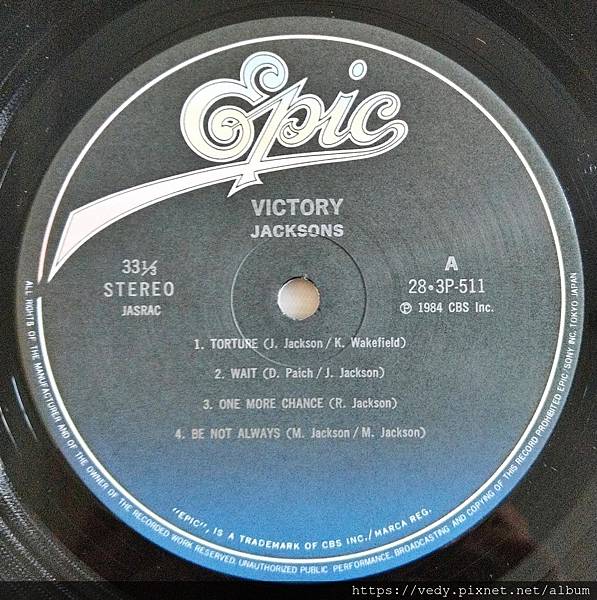 Epic
VICTORY
JACKSONS
33⅓
STEREO
JASRAC
A
28・3P-511
Ⓟ 1984 CBS Inc.
1. TORTURE (J. Jackson / K. Wakefield)
2. WAIT (D. Paich / J. Jackson)
3. ONE MORE CHANCE (R. Jackson)
4. BE NOT ALWAYS (M. Jackson / M. Jackson)
"EPIC", IS A TRADEMARK OF CBS INC./MARCA REG.
ALL RIGHTS OF THE MANUFACTURER AND OF THE OWNER OF THE RECORDED WORK RESERVED. UNAUTHORIZED PUBLIC PERFORMANCE, BROADCASTING AND COPYING OF THIS RECORD PROHIBITED EPIC/SONY INC. TOKYO JAPAN
https://vedy.pixnet.net/album